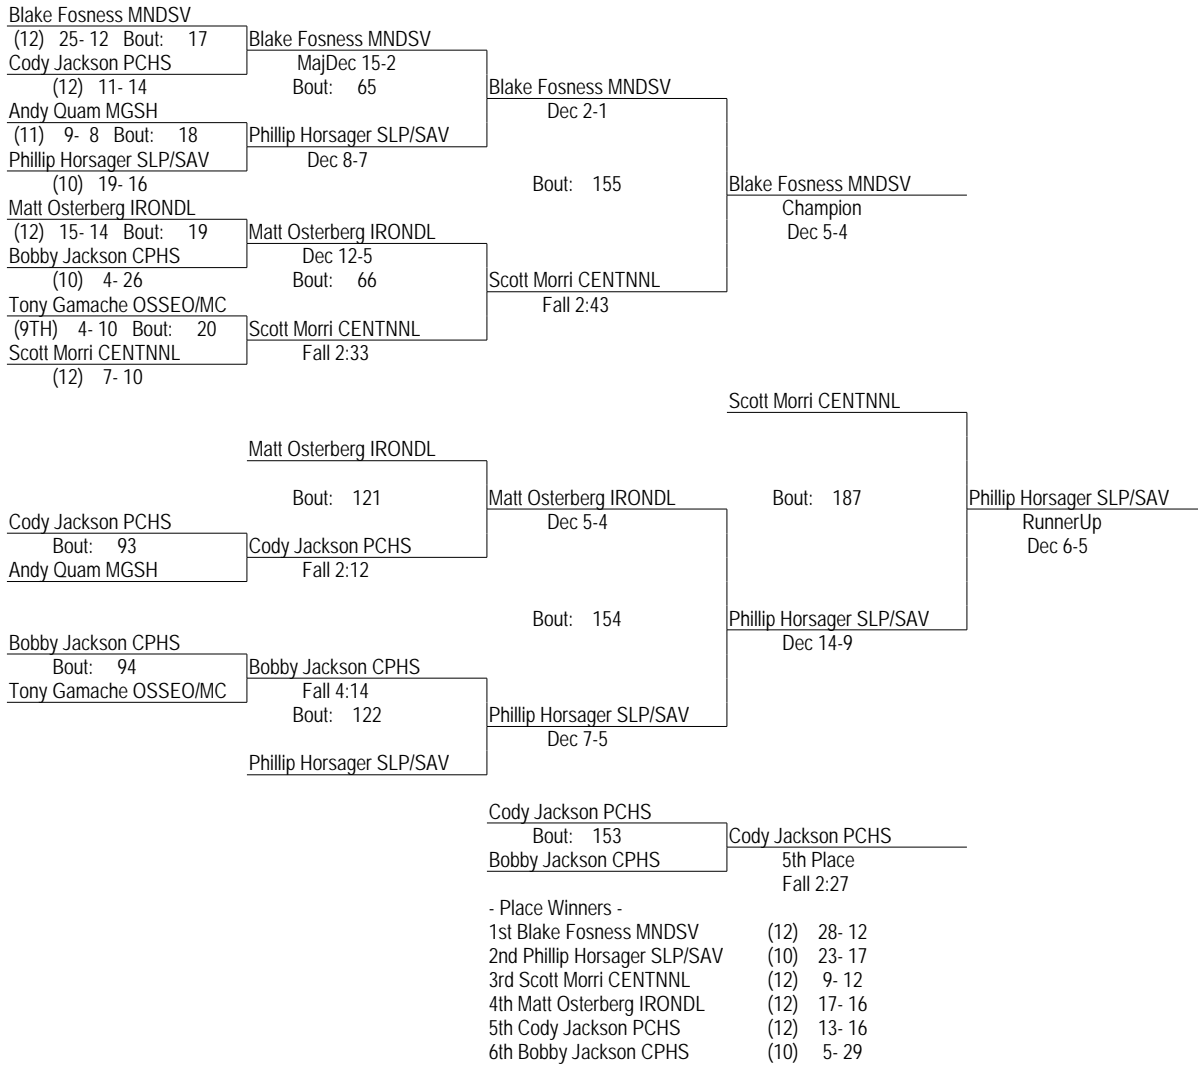 Blake Fosness MNDSV
(12) 25- 12 Bout: 17
Blake Fosness MNDSV
Cody Jackson PCHS
MajDec 15-2
(12) 11- 14
Bout: 65
Blake Fosness MNDSV
Andy Quam MGSH
Dec 2-1
(11) 9- 8 Bout: 18
Phillip Horsager SLP/SAV
Phillip Horsager SLP/SAV
Dec 8-7
(10) 19- 16
Bout: 155
Blake Fosness MNDSV
Matt Osterberg IRONDL
Champion
(12) 15- 14 Bout: 19
Matt Osterberg IRONDL
Dec 5-4
Bobby Jackson CPHS
Dec 12-5
(10) 4- 26
Bout: 66
Scott Morri CENTNNL
Tony Gamache OSSEO/MC
Fall 2:43
(9TH) 4- 10 Bout: 20
Scott Morri CENTNNL
Scott Morri CENTNNL
Fall 2:33
(12) 7- 10
Scott Morri CENTNNL
Matt Osterberg IRONDL
Bout: 121
Matt Osterberg IRONDL
Bout: 187
Phillip Horsager SLP/SAV
Cody Jackson PCHS
Dec 5-4
RunnerUp
Bout: 93
Cody Jackson PCHS
Dec 6-5
Andy Quam MGSH
Fall 2:12
Bout: 154
Phillip Horsager SLP/SAV
Bobby Jackson CPHS
Dec 14-9
Bout: 94
Bobby Jackson CPHS
Tony Gamache OSSEO/MC
Fall 4:14
Bout: 122
Phillip Horsager SLP/SAV
Dec 7-5
Phillip Horsager SLP/SAV
Cody Jackson PCHS
Bout: 153
Cody Jackson PCHS
Bobby Jackson CPHS
5th Place
Fall 2:27
- Place Winners -
1st Blake Fosness MNDSV (12) 28- 12
2nd Phillip Horsager SLP/SAV (10) 23- 17
3rd Scott Morri CENTNNL (12) 9- 12
4th Matt Osterberg IRONDL (12) 17- 16
5th Cody Jackson PCHS (12) 13- 16
6th Bobby Jackson CPHS (10) 5- 29